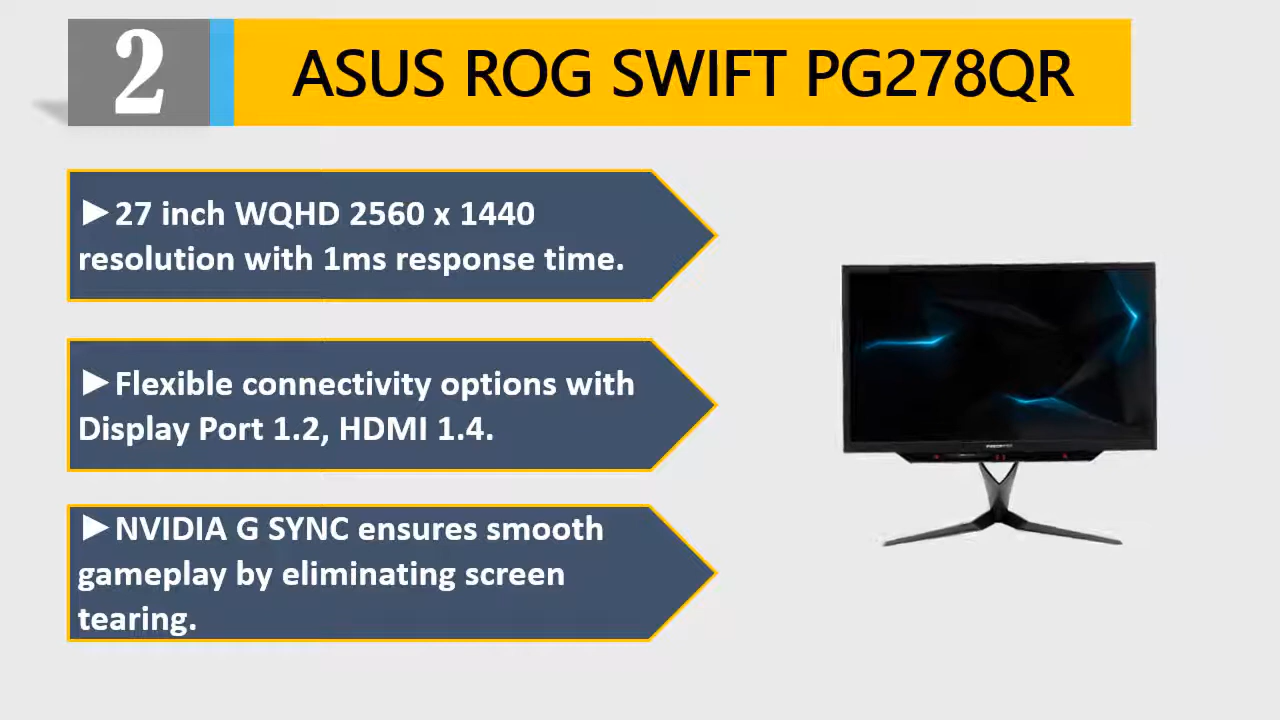 2
ASUS ROG SWIFT PG278QR
►27 inch WQHD 2560 x 1440
resolution with 1ms response time.
►Flexible connectivity options with
Display Port 1.2, HDMI 1.4.
►NVIDIA G SYNC ensures smooth
gameplay by eliminating screen
tearing.